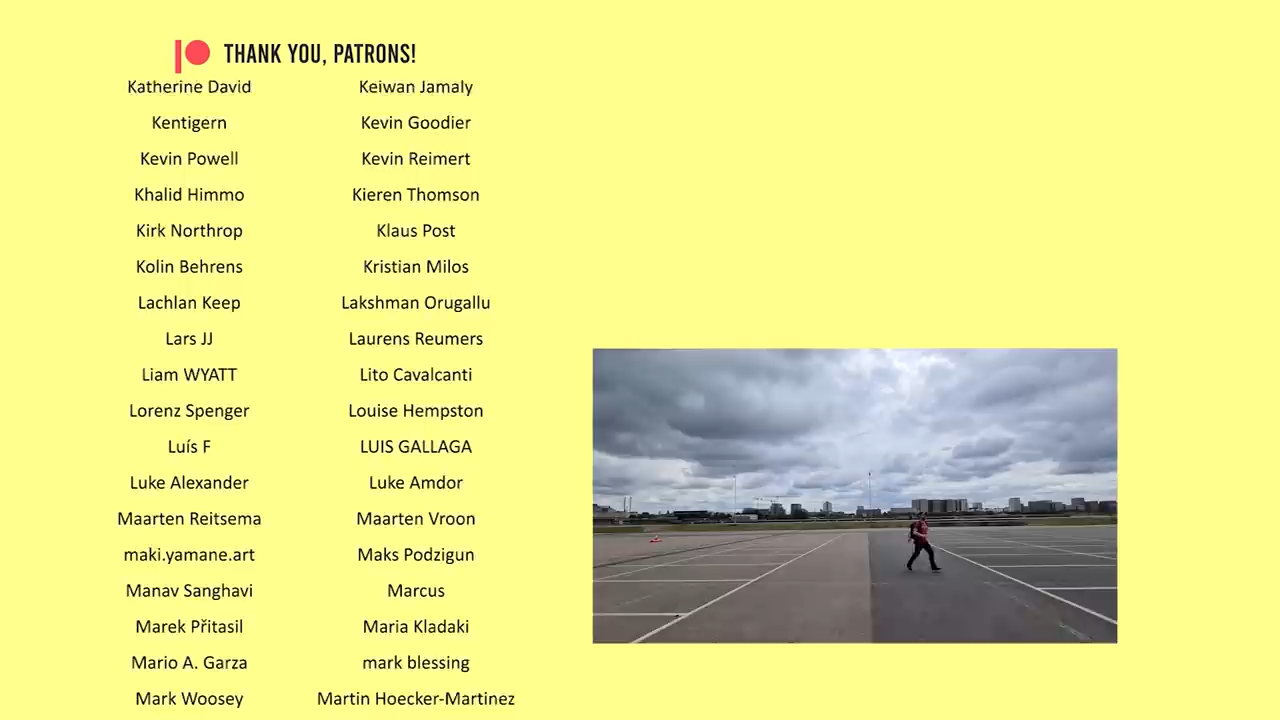 THANK YOU, PATRONS!
Katherine David Keiwan Jamaly
Kentigern Kevin Goodier
Kevin Powell Kevin Reimert
Khalid Himmo Kieren Thomson
Kirk Northrop Klaus Post
Kolin Behrens Kristian Milos
Lachlan Keep Lakshman Orugallu
Lars JJ Laurens Reumers
Liam WYATT Lito Cavalcanti
Lorenz Spenger Louise Hempston
Luís F LUIS GALLAGA
Luke Alexander Luke Amdor
Maarten Reitsema Maarten Vroon
maki.yamane.art Maks Podzigun
Manav Sanghavi Marcus
Marek Přitasil Maria Kladaki
Mario A. Garza mark blessing
Mark Woosey Martin Hoecker-Martinez